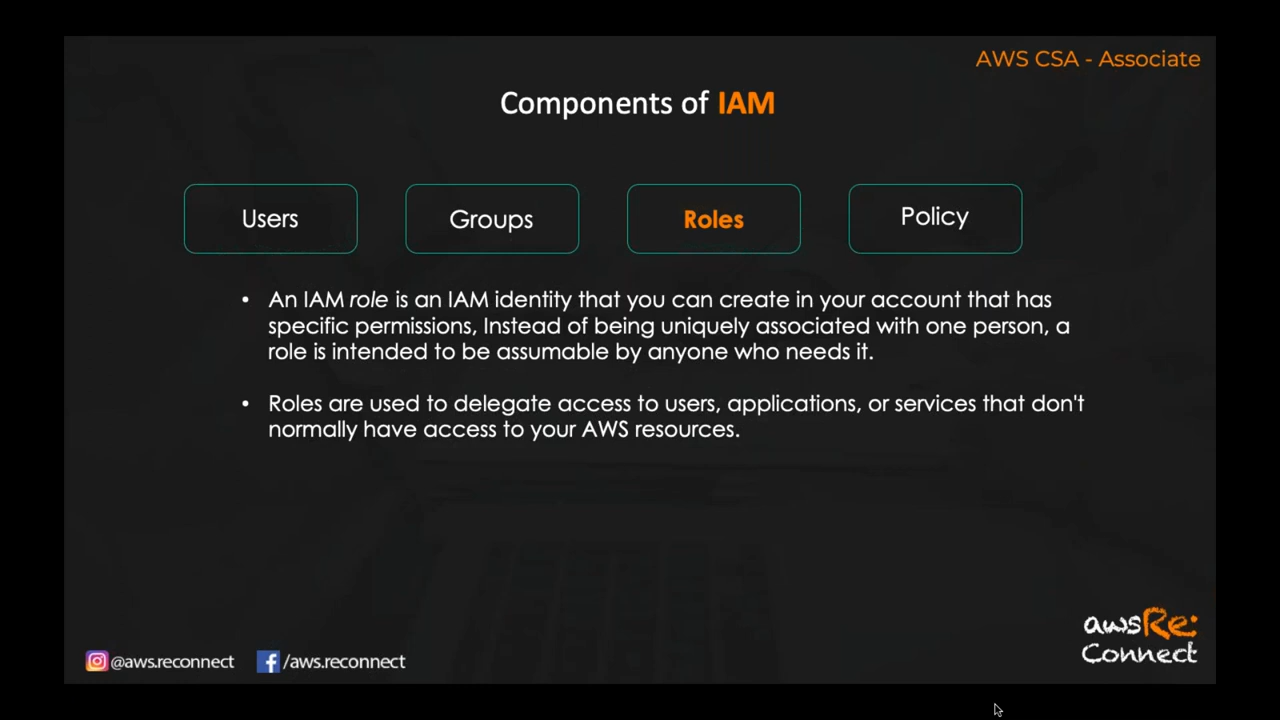 AWS CSA - Associate
Components of IAM
Users
Groups
Roles
Policy
• An IAM role is an IAM identity that you can create in your account that has
specific permissions, Instead of being uniquely associated with one person, a
role is intended to be assumable by anyone who needs it.
• Roles are used to delegate access to users, applications, or services that don't
normally have access to your AWS resources.
awsRe:
Connect
@aws.reconnect
/aws.reconnect